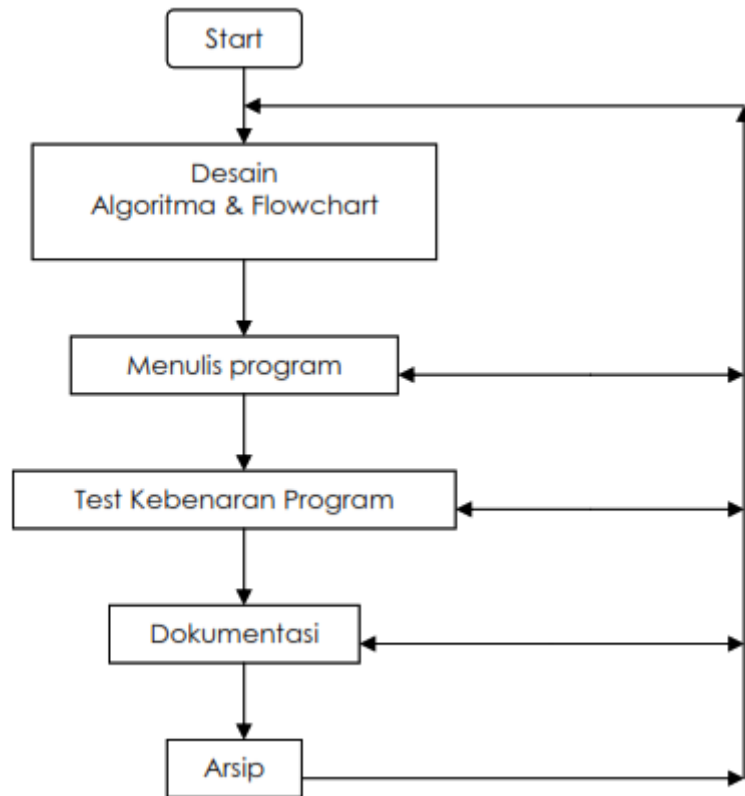 Start
Desain
Algoritma & Flowchart
Menulis program
Test Kebenaran Program
Dokumentasi
Arsip